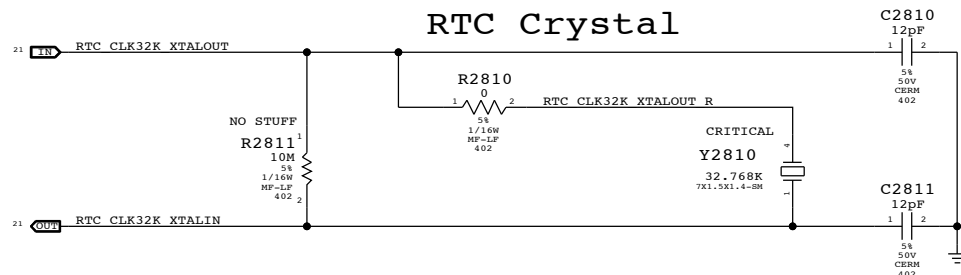 RTC Crystal
C2810
12pF
21 IN RTC CLK32K XTALOUT
1 2
5%
50V
CERM
402
R2810
0
1 2 RTC CLK32K XTALOUT R
5%
1/16W
MF-LF
402
NO STUFF
R2811
1
10M
5%
1/16W
MF-LF
402
2
CRITICAL
4
Y2810
32.768K
7X1.5X1.4-SM
1
C2811
12pF
21 OUT RTC CLK32K XTALIN
1 2
5%
50V
CERM
402